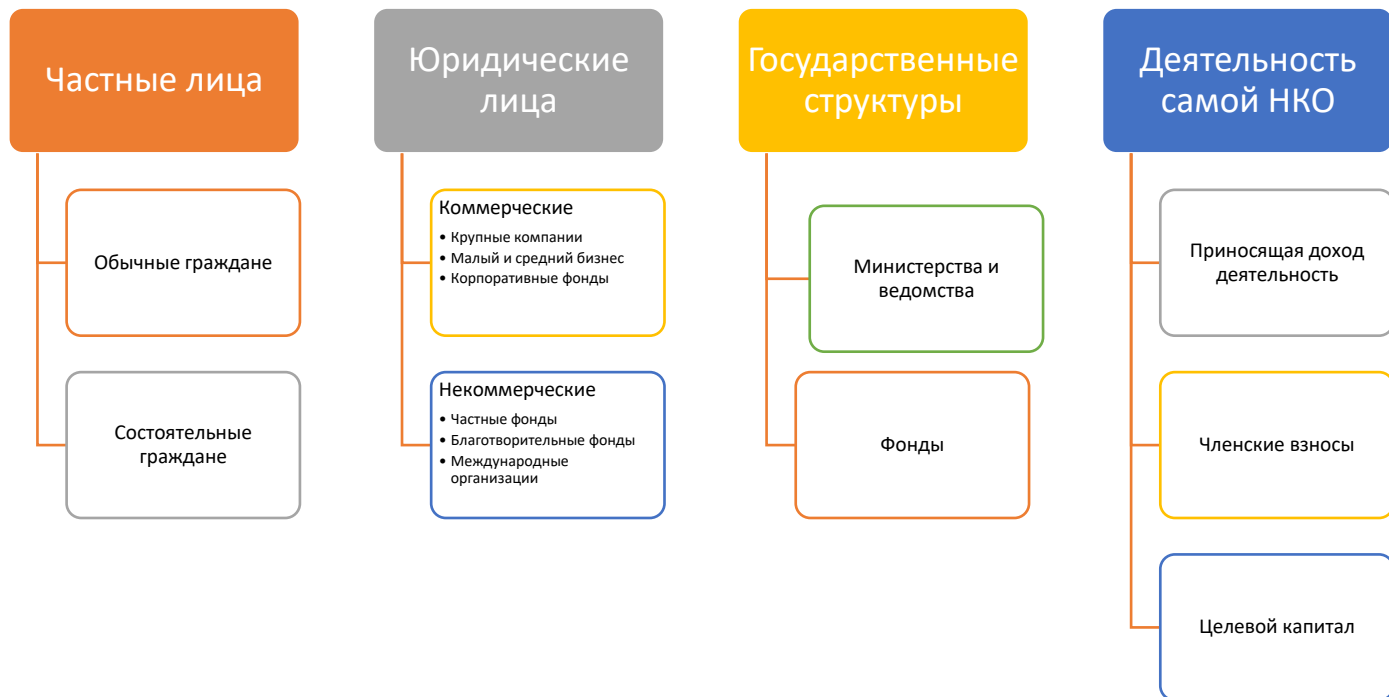 Частные лица
Обычные граждане
Состоятельные
граждане
Юридические
лица
Коммерческие
• Крупные компании
• Малый и средний бизнес
• Корпоративные фонды
Некоммерческие
• Частные фонды
• Благотворительные фонды
• Международные
организации
Государственные
структуры
Министерства и
ведомства
Фонды
Деятельность
самой НКО
Приносящая доход
деятельность
Членские взносы
Целевой капитал